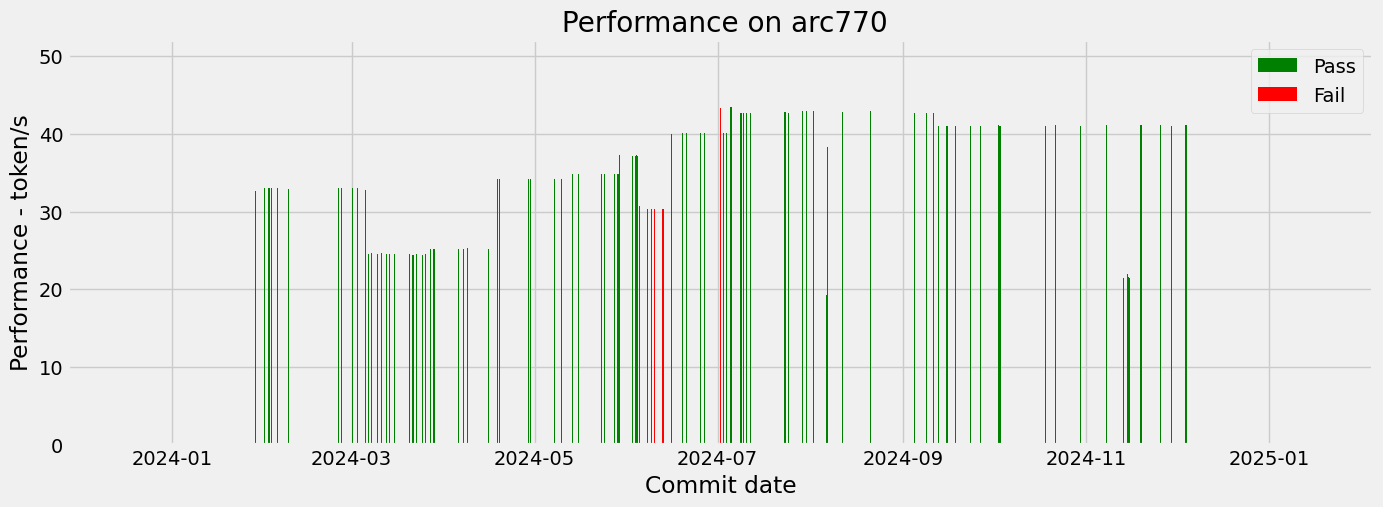 Performance on arc770
Performance - token/s
50
40
30
20
10
0
Pass
Fail
2024-01 2024-03 2024-05 2024-07 2024-09 2024-11 2025-01
Commit date